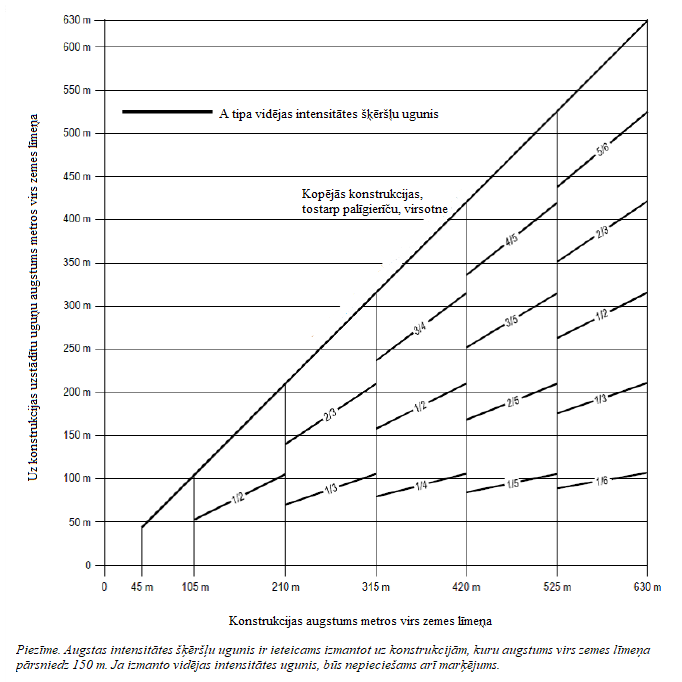 630 m
600 m
550 m
500 m
450 m
400 m
350 m
300 m
250 m
200 m
150 m
100 m
50 m
0
Uz konstrukcijas uzstādītu uguņu augstums metros virs zemes līmeņa
A tipa vidējas intensitātes šķēršļu ugunis
Kopējās konstrukcijas,
tostarp palīgierīču, virsotne
5/6
4/5
2/3
3/4
3/5
1/2
2/3
1/2
2/5
1/3
1/2
1/3
1/4
1/5
1/6
0 45 m 105 m 210 m 315 m 420 m 525 m 630 m
Konstrukcijas augstums metros virs zemes līmeņa
Piezīme. Augstas intensitātes šķēršļu ugunis ir ieteicams izmantot uz konstrukcijām, kuru augstums virs zemes līmeņa
pārsniedz 150 m. Ja izmanto vidējas intensitātes ugunis, būs nepieciešams arī marķējums.